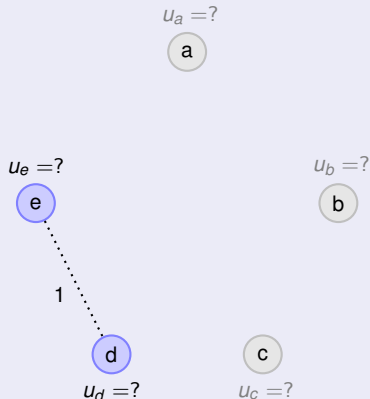 u_a =?
a
u_e =?
u_b =?
e
b
1
d
c
u_d =?
u_c =?